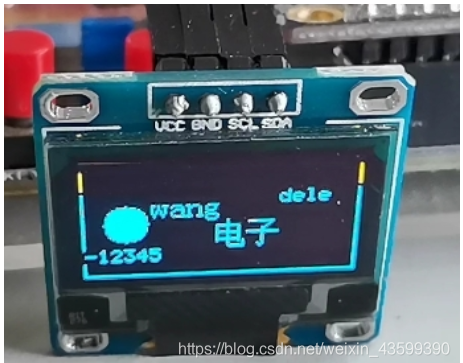 VCC GND SCL SDA
dele.
wang
电子
-12345
https://blog.csdn.net/weixin_43599390